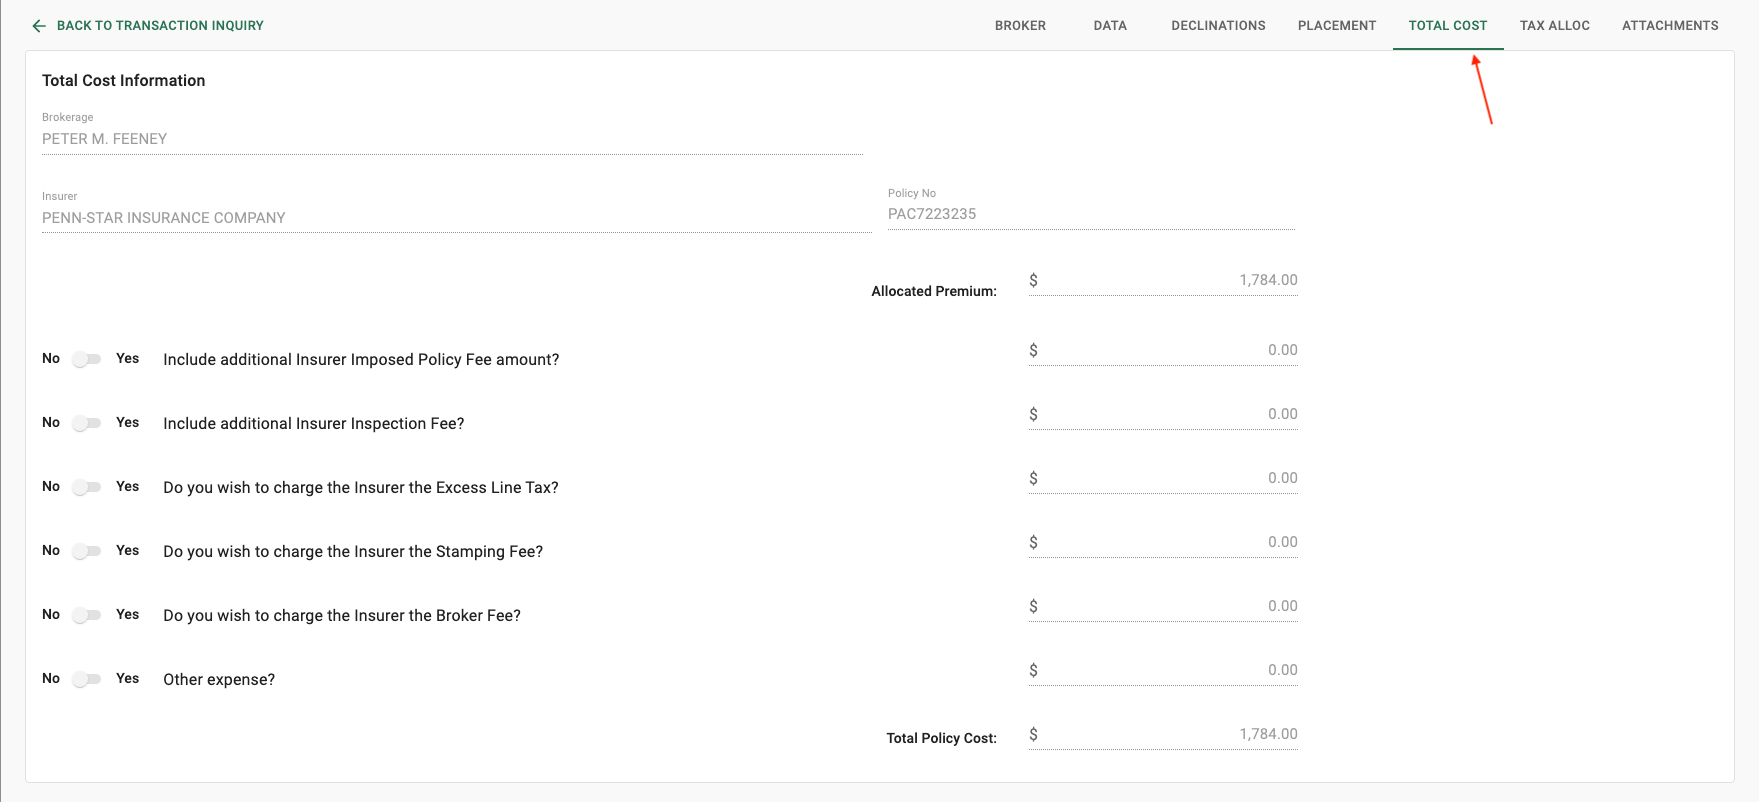 BACK TO TRANSACTION INQUIRY
BROKER DATA DECLINATIONS PLACEMENT TOTAL COST TAX ALLOC ATTACHMENTS
Total Cost Information
Brokerage
PETER M. FEENEY
Insurer
PENN-STAR INSURANCE COMPANY
Policy No
PAC7223235
Allocated Premium: $ 1,784.00
No Yes Include additional Insurer Imposed Policy Fee amount? $ 0.00
No Yes Include additional Insurer Inspection Fee? $ 0.00
No Yes Do you wish to charge the Insurer the Excess Line Tax? $ 0.00
No Yes Do you wish to charge the Insurer the Stamping Fee? $ 0.00
No Yes Do you wish to charge the Insurer the Broker Fee? $ 0.00
No Yes Other expense? $ 0.00
Total Policy Cost: $ 1,784.00